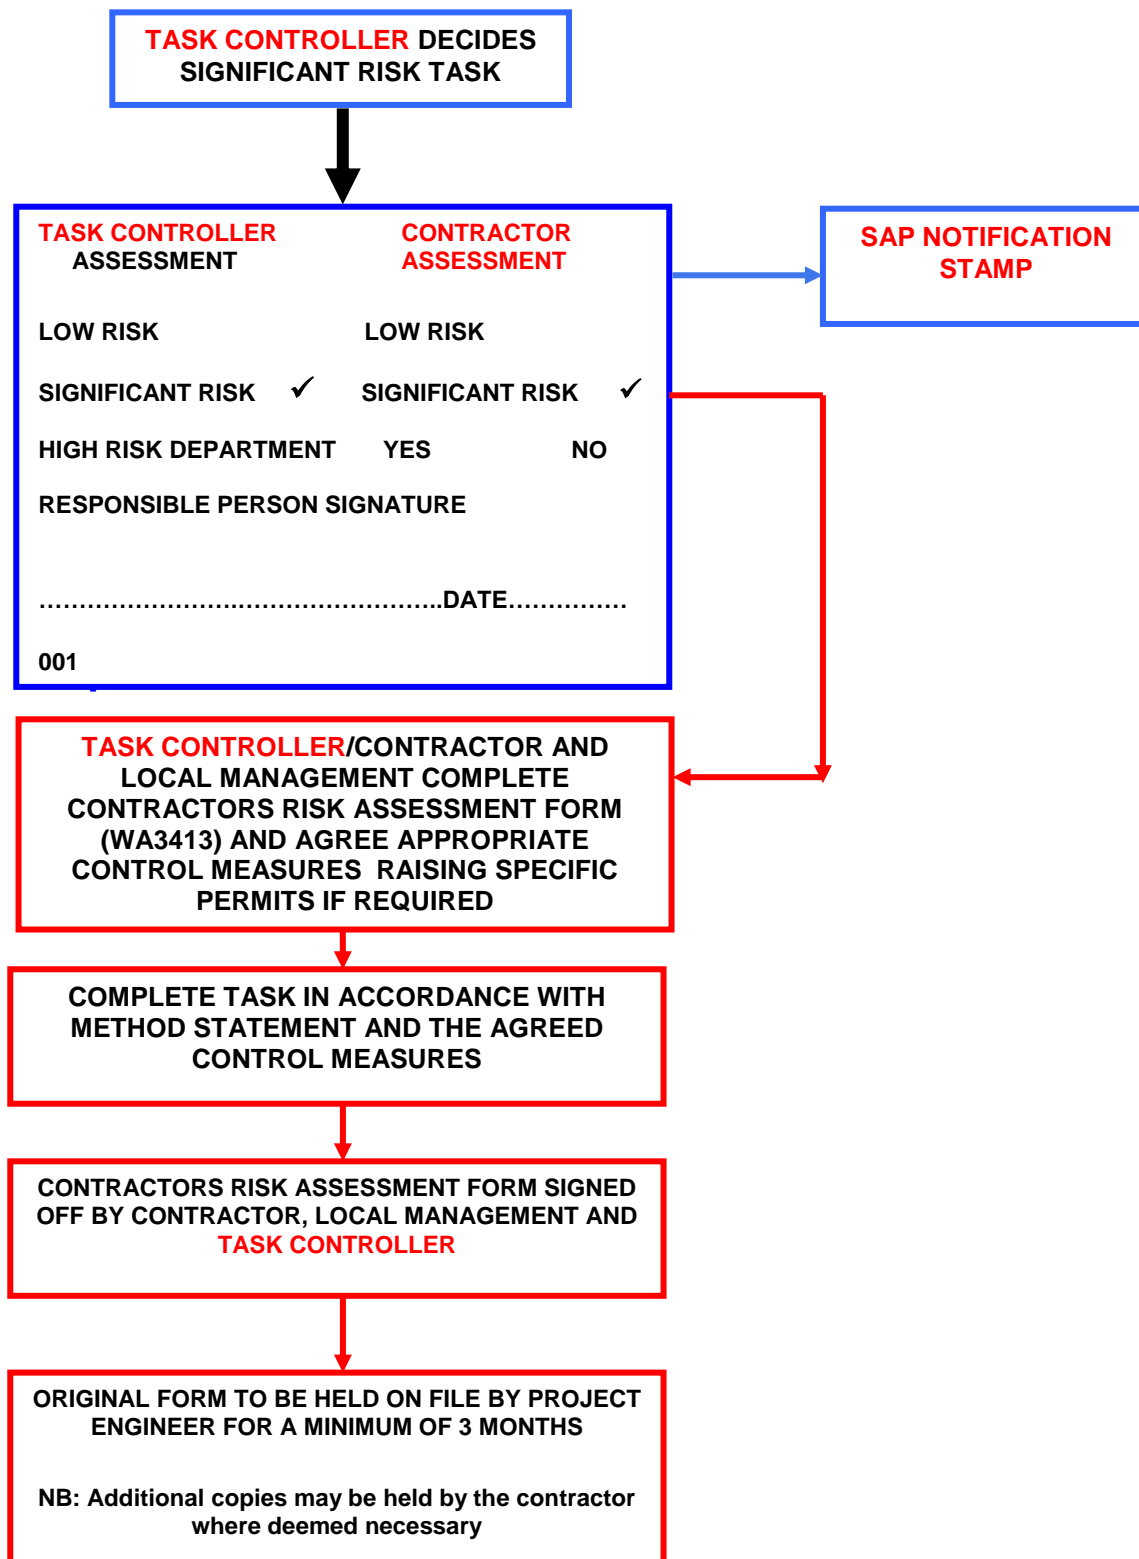 TASK CONTROLLER DECIDES
SIGNIFICANT RISK TASK
TASK CONTROLLER CONTRACTOR
ASSESSMENT ASSESSMENT
LOW RISK LOW RISK
SIGNIFICANT RISK ✓ SIGNIFICANT RISK ✓
HIGH RISK DEPARTMENT YES NO
RESPONSIBLE PERSON SIGNATURE
…………………….……………………..DATE……………
001
SAP NOTIFICATION
STAMP
TASK CONTROLLER/CONTRACTOR AND
LOCAL MANAGEMENT COMPLETE
CONTRACTORS RISK ASSESSMENT FORM
(WA3413) AND AGREE APPROPRIATE
CONTROL MEASURES  RAISING SPECIFIC
PERMITS IF REQUIRED
COMPLETE TASK IN ACCORDANCE WITH
METHOD STATEMENT AND THE AGREED
CONTROL MEASURES
CONTRACTORS RISK ASSESSMENT FORM SIGNED
OFF BY CONTRACTOR, LOCAL MANAGEMENT AND
TASK CONTROLLER
ORIGINAL FORM TO BE HELD ON FILE BY PROJECT
ENGINEER FOR A MINIMUM OF 3 MONTHS
NB: Additional copies may be held by the contractor
where deemed necessary